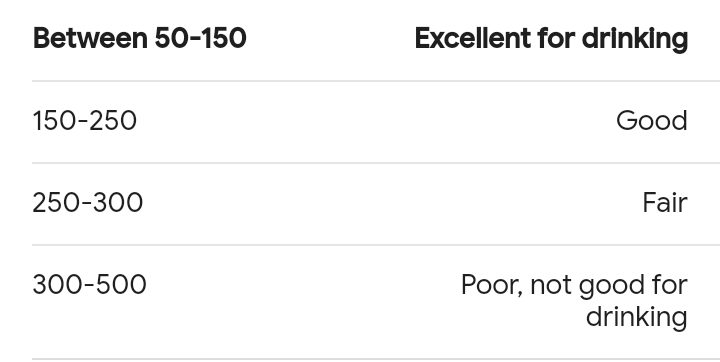 Between 50-150 Excellent for drinking
150-250 Good
250-300 Fair
300-500 Poor, not good for
drinking